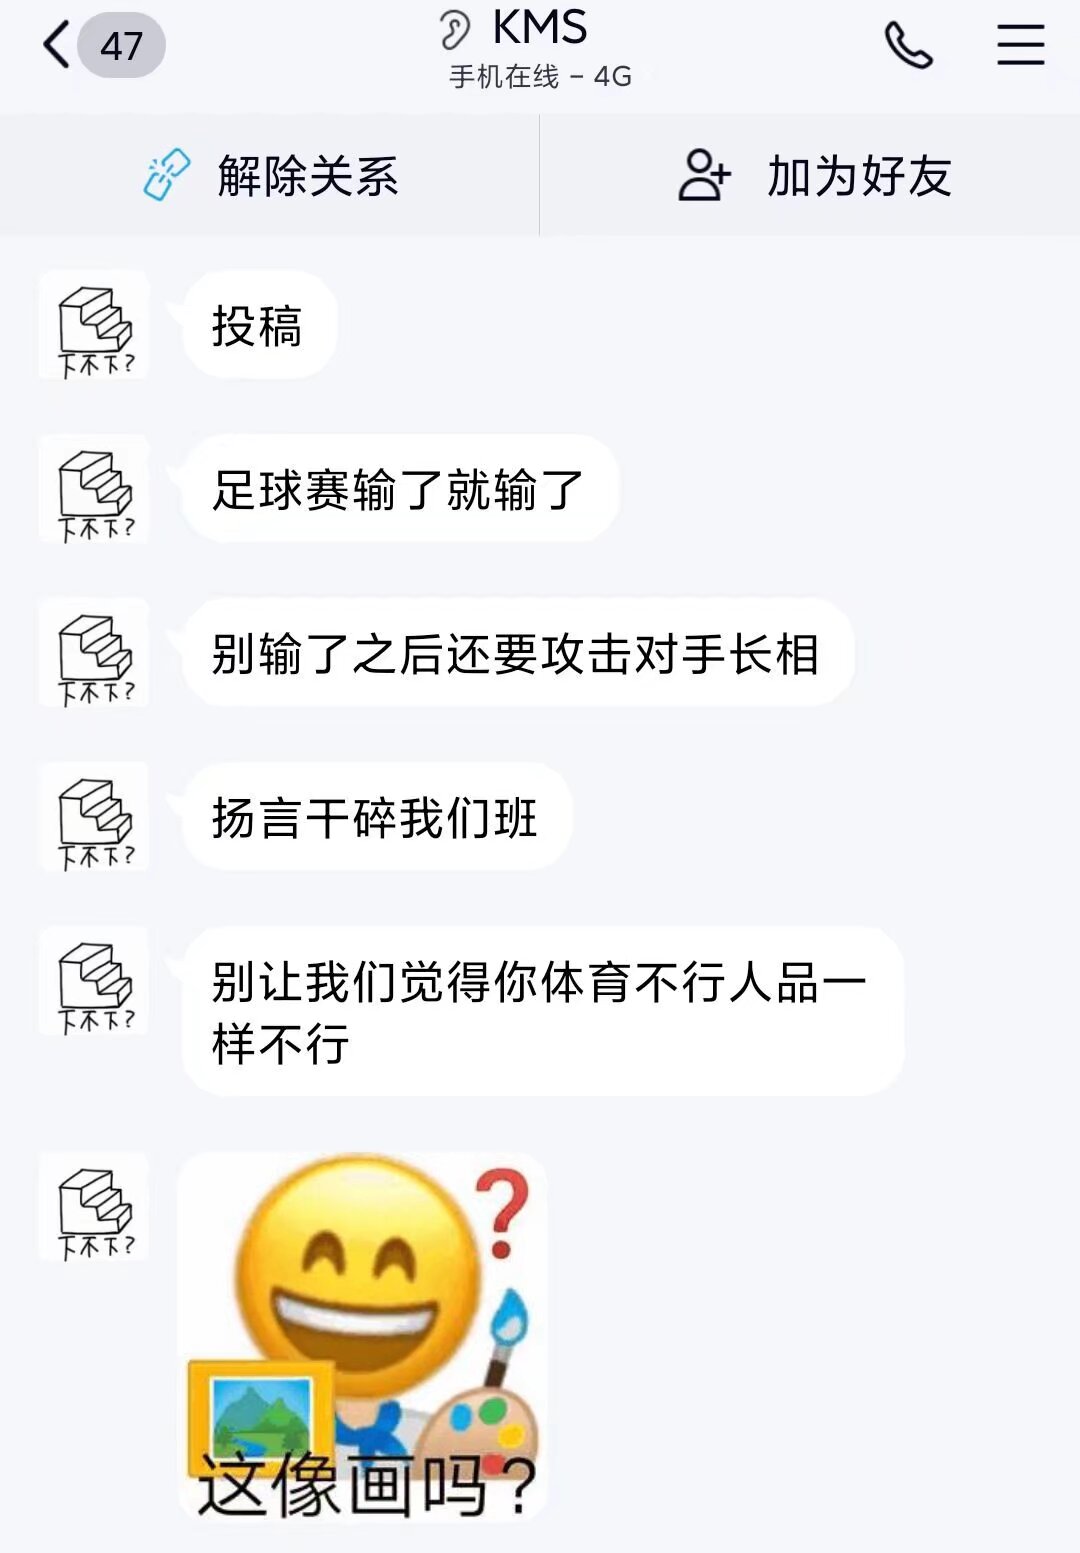 47
KMS
手机在线 - 4G
解除关系
加为好友
下不下?
投稿
下不下?
足球赛输了就输了
下不下?
别输了之后还要攻击对手长相
下不下?
扬言干碎我们班
下不下?
别让我们觉得你体育不行人品一
样不行
下不下?
这像画吗?